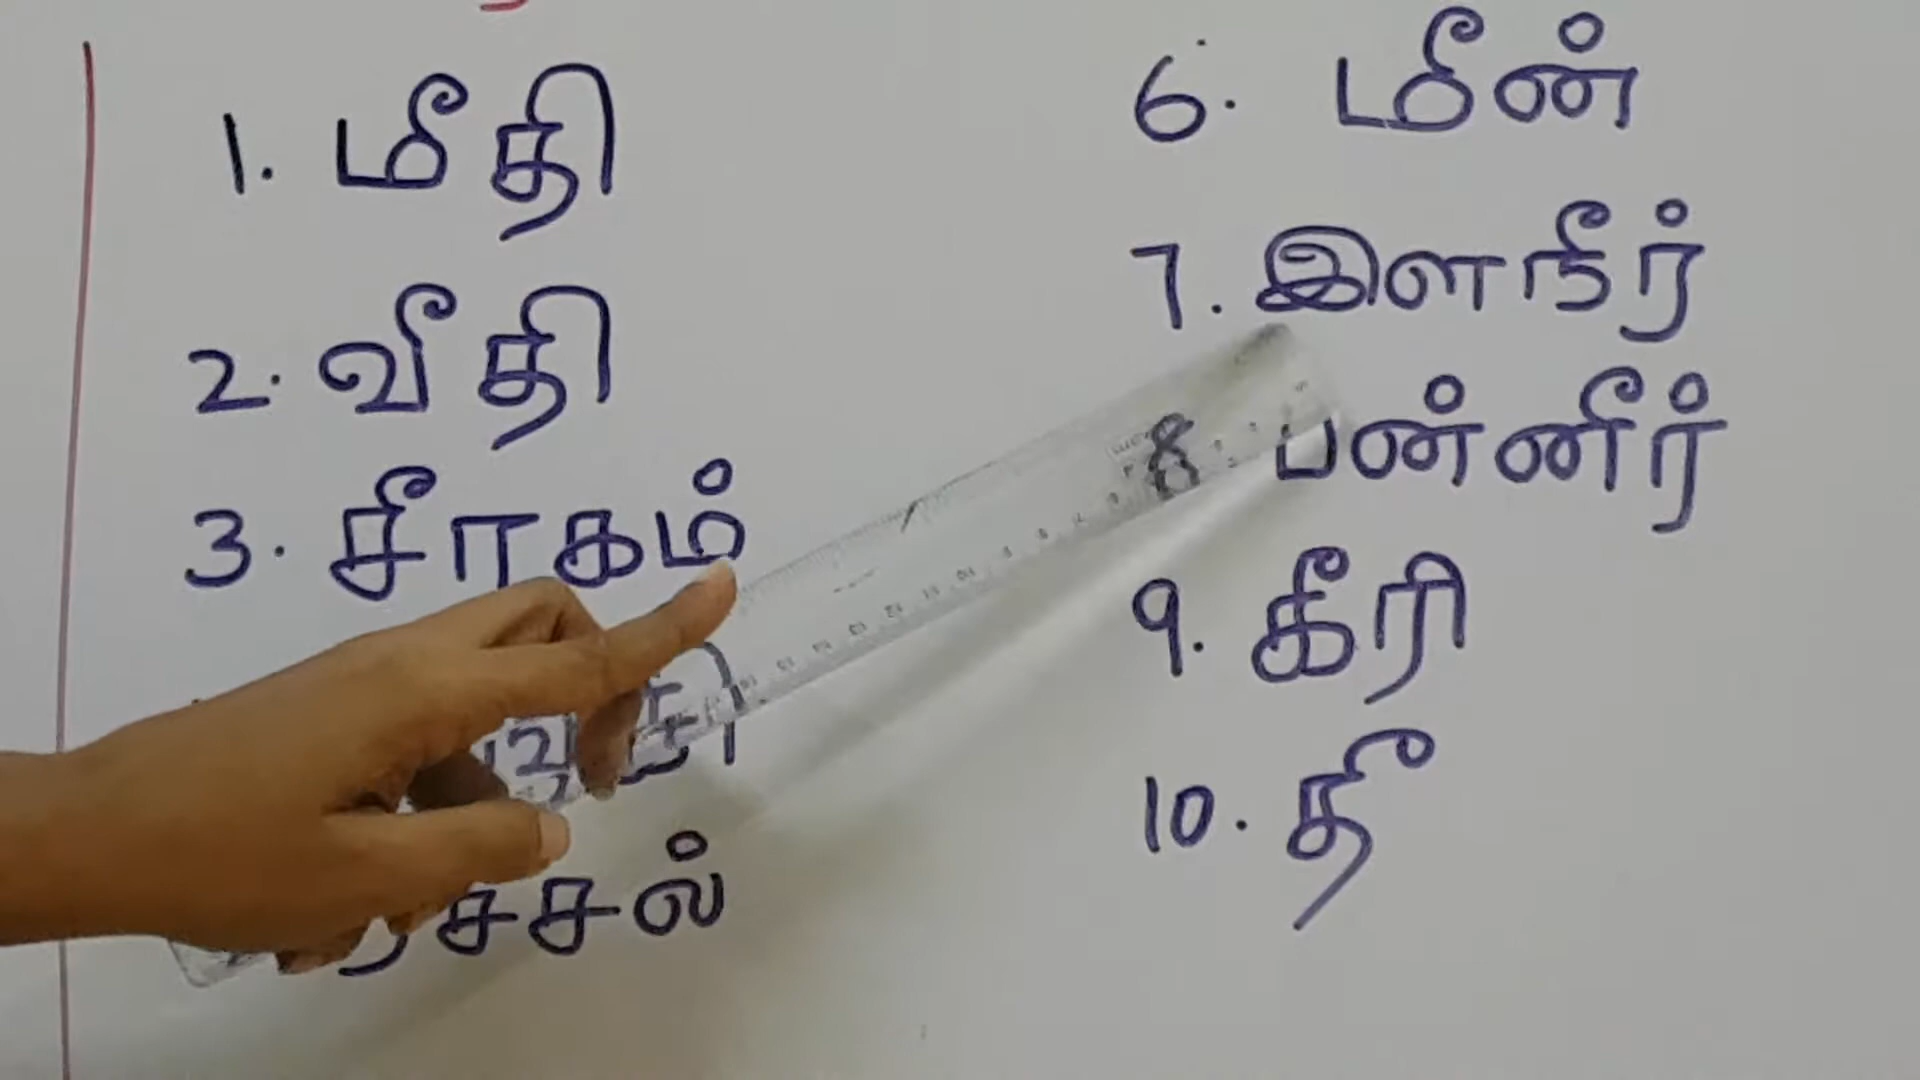 1. மீதி
2. வீதி
3. சீரகம்
6. மீன்
7. இளநீர்
8 பன்னீர்
9. கீரி
10. தீ